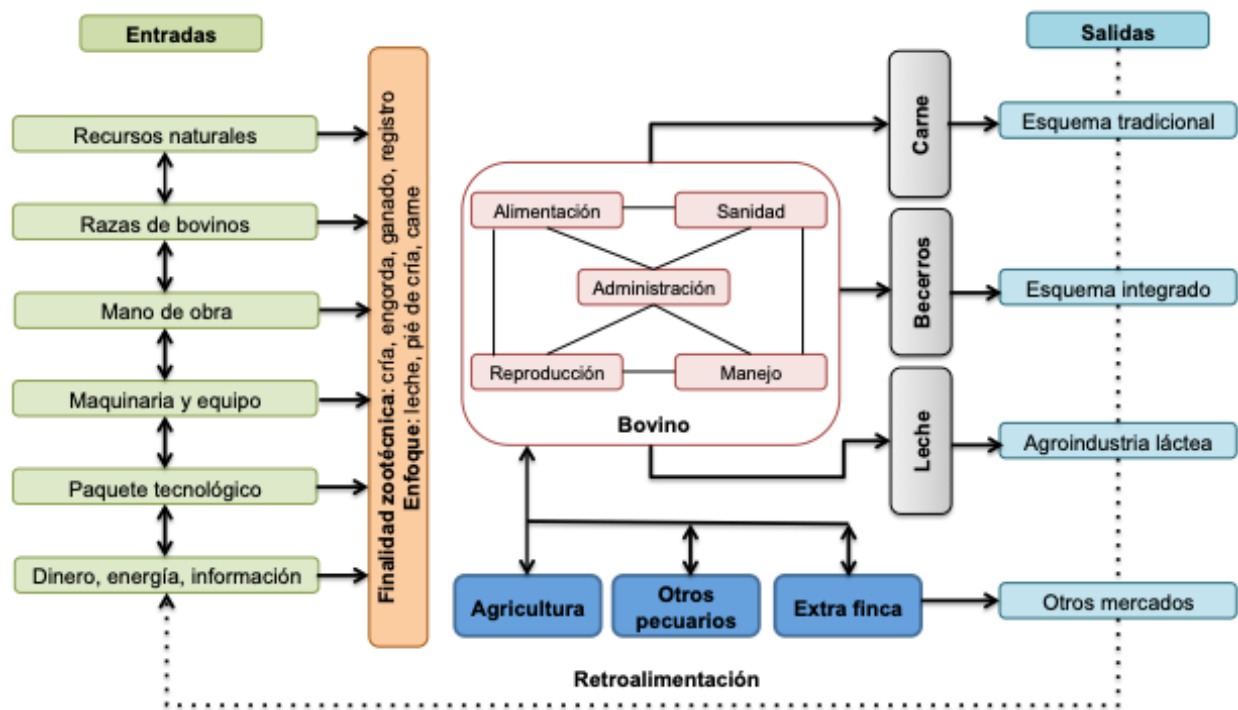 Entradas
Salidas
Recursos naturales
Razas de bovinos
Mano de obra
Maquinaria y equipo
Paquete tecnológico
Dinero, energía, información
Finalidad zootécnica: cría, engorda, ganado, registro
Enfoque: leche, pié de cría, carne
Alimentación
Sanidad
Administración
Reproducción
Manejo
Bovino
Carne
Becerros
Leche
Esquema tradicional
Esquema integrado
Agroindustria láctea
Agricultura
Otros
pecuarios
Extra finca
Otros mercados
Retroalimentación